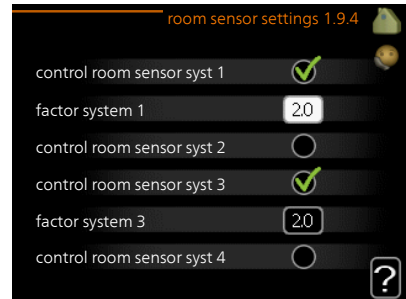 room sensor settings 1.9.4
control room sensor syst 1
factor system 1 2.0
control room sensor syst 2
control room sensor syst 3
factor system 3 2.0
control room sensor syst 4
?